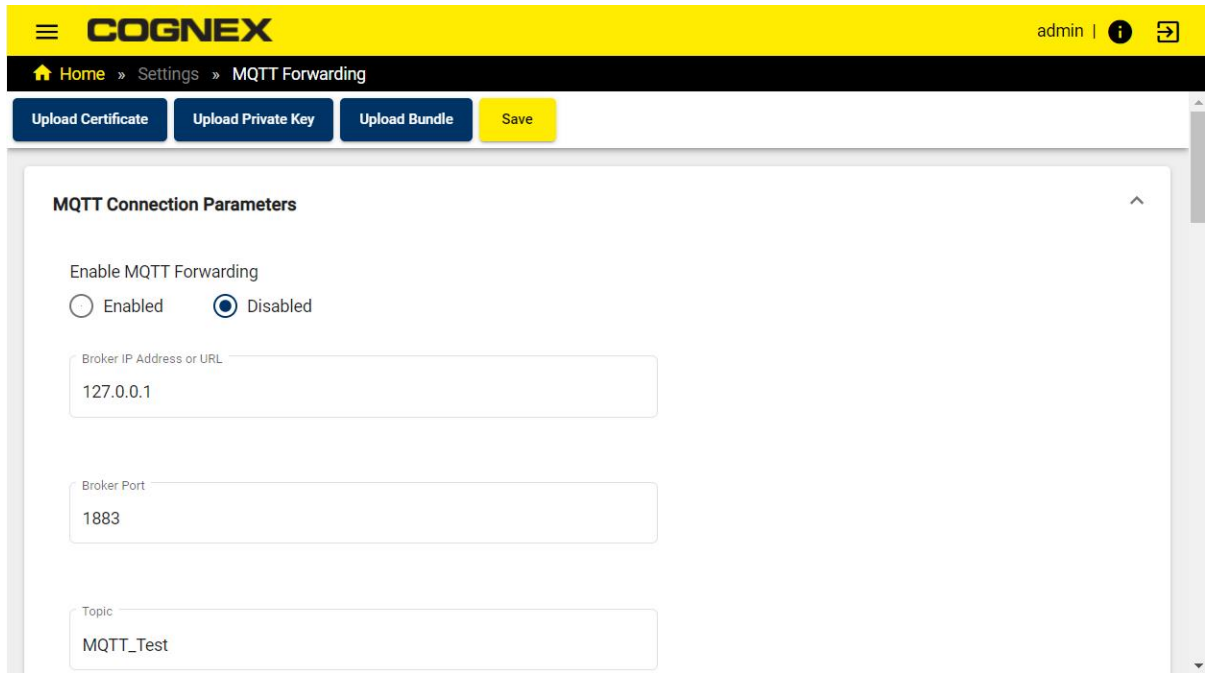 COGNEX admin |
Home » Settings » MQTT Forwarding
Upload Certificate Upload Private Key Upload Bundle Save
MQTT Connection Parameters
Enable MQTT Forwarding
Enabled Disabled
Broker IP Address or URL
127.0.0.1
Broker Port
1883
Topic
MQTT_Test